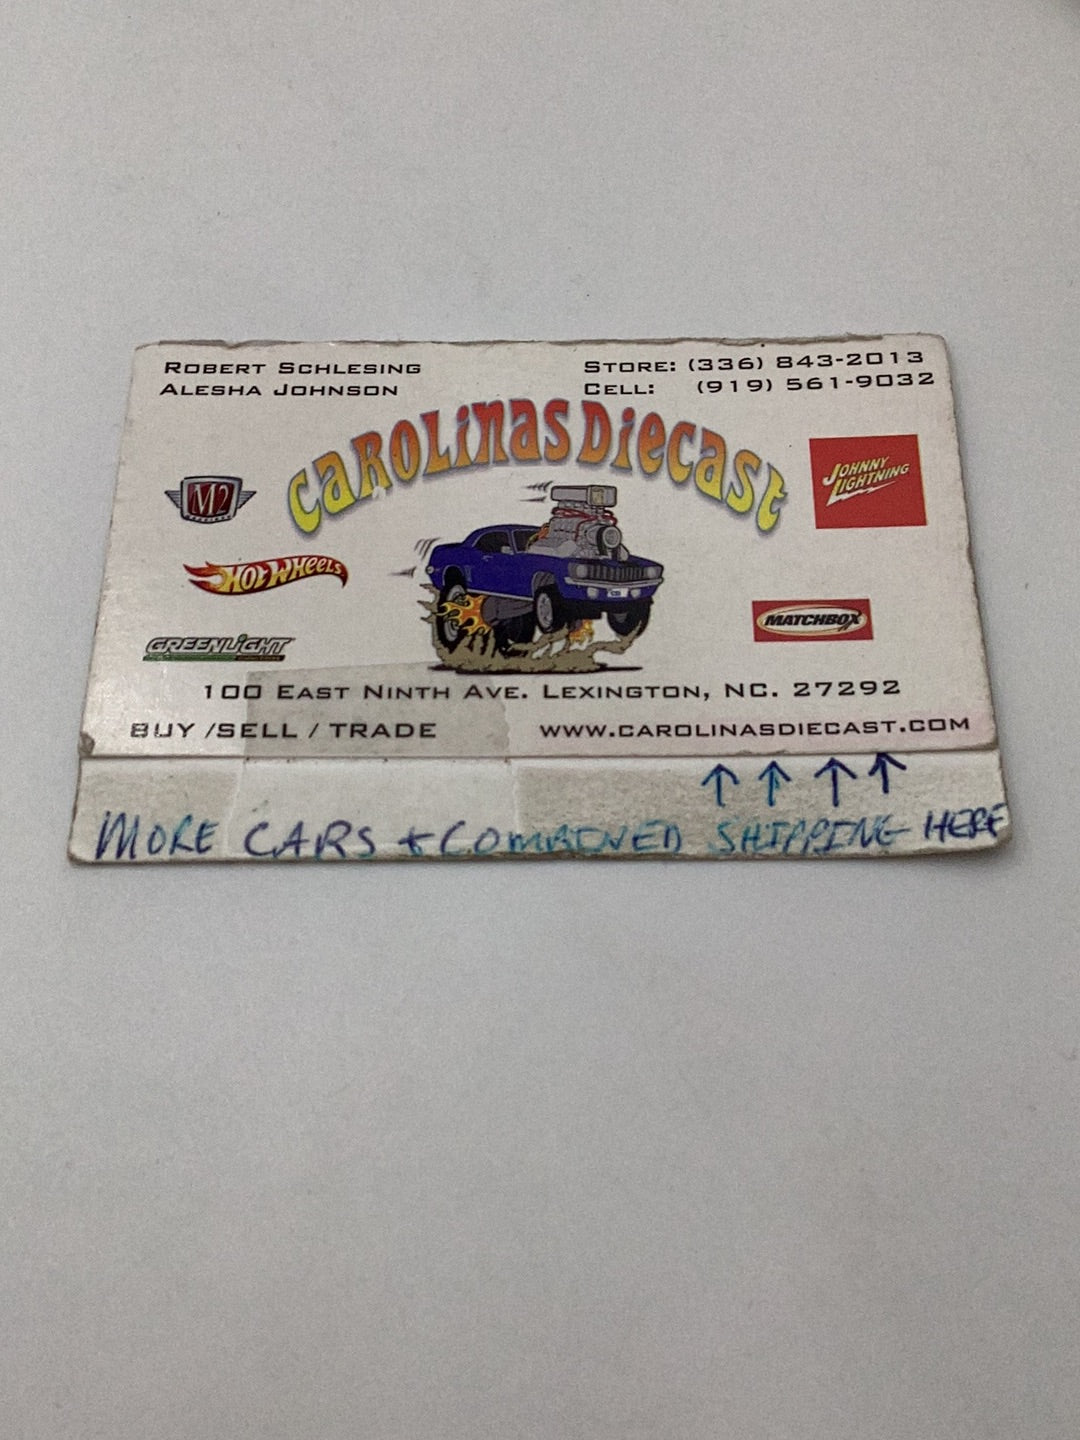 ROBERT SCHLESING
ALESHA JOHNSON
STORE: (336) 843-2013
CELL: (919) 561-9032
CAROLINAS DIECAST
M2
JOHNNY
LIGHTNING
HOT WHEELS
GREENLIGHT
MATCHBOX
100 EAST NINTH AVE. LEXINGTON, NC. 27292
BUY /SELL / TRADE
WWW.CAROLINASDIECAST.COM
↑ ↑ ↑ ↑
MORE CARS + COMBINED SHIPPING HERE